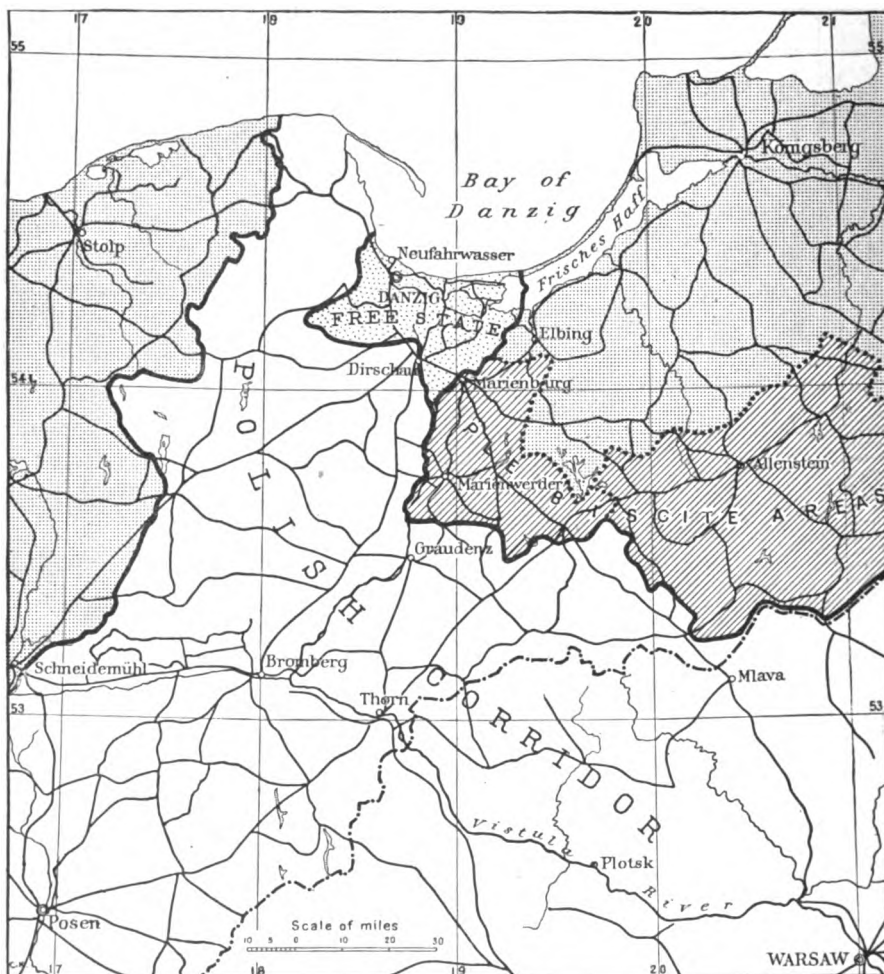 17 19 19 20 21
55 55
Königsberg
Bay of
Danzig
Stolp
Frisches Haff
Neufahrwasser
DANZIG
FREE STATE
Elbing
Dirschau
54 54
Marienburg
POLISH CORRIDOR
PLEBISCITE AREAS
Allenstein
Marienwerder
Graudenz
Schneidemühl
Bromberg
Mlava
Thorn
53 53
Vistula River
Plotsk
Posen
Scale of miles
10 5 0 10 20 30
WARSAW
17 18 19 20